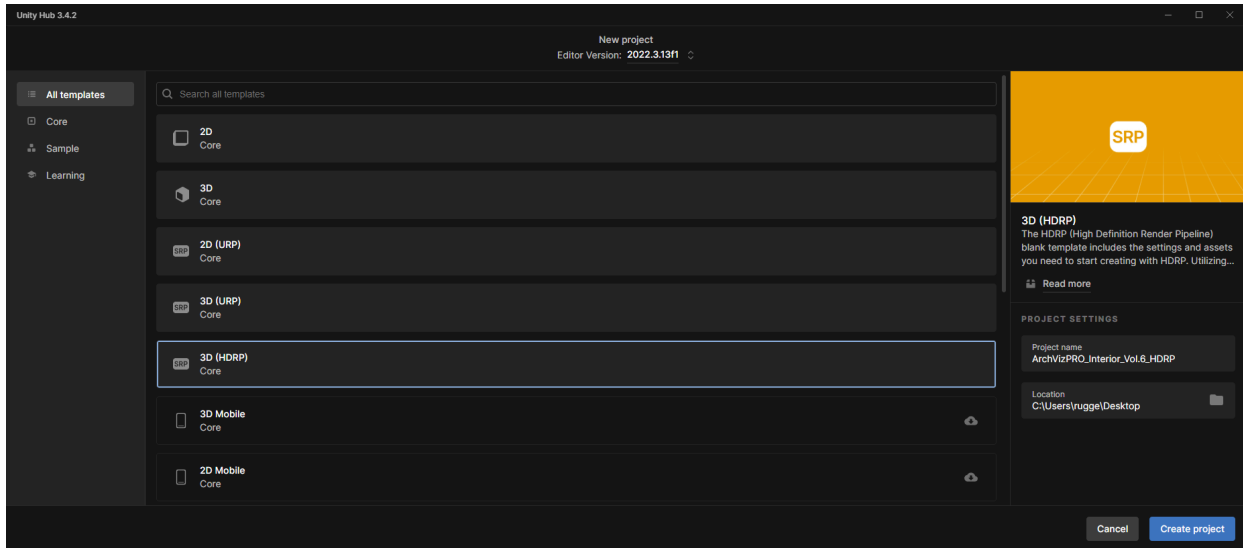 Unity Hub 3.4.2
New project
Editor Version: 2022.3.13f1
All templates
Core
Sample
Learning
Search all templates
2D
Core
3D
Core
SRP
2D (URP)
Core
SRP
3D (URP)
Core
SRP
3D (HDRP)
Core
3D Mobile
Core
2D Mobile
Core
SRP
3D (HDRP)
The HDRP (High Definition Render Pipeline)
blank template includes the settings and assets
you need to start creating with HDRP. Utilizing...
Read more
PROJECT SETTINGS
Project name
ArchVizPRO_Interior_Vol.6_HDRP
Location
C:\Users\rugge\Desktop
Cancel
Create project